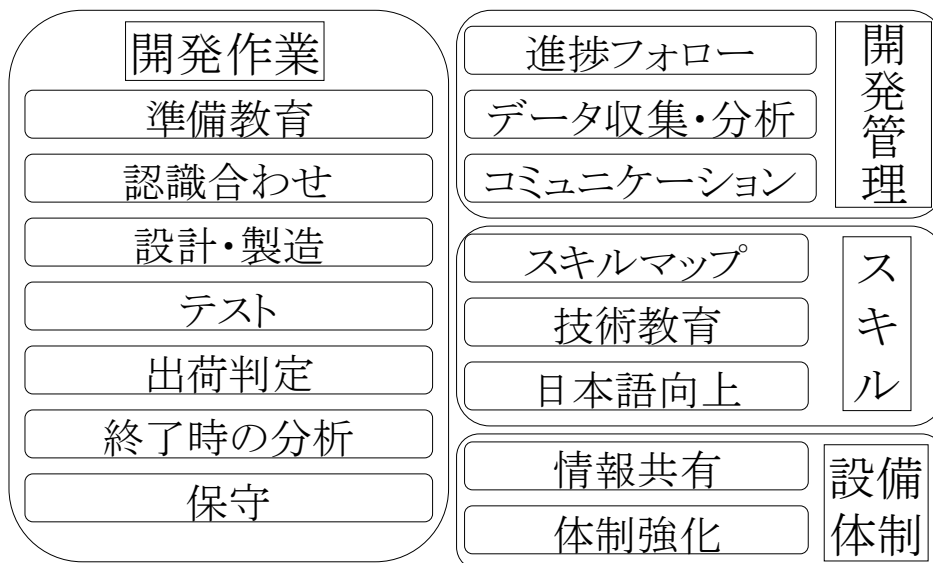 開発作業
準備教育
認識合わせ
設計・製造
テスト
出荷判定
終了時の分析
保守
開発管理
進捗フォロー
データ収集・分析
コミュニケーション
スキル
スキルマップ
技術教育
日本語向上
設備
体制
情報共有
体制強化